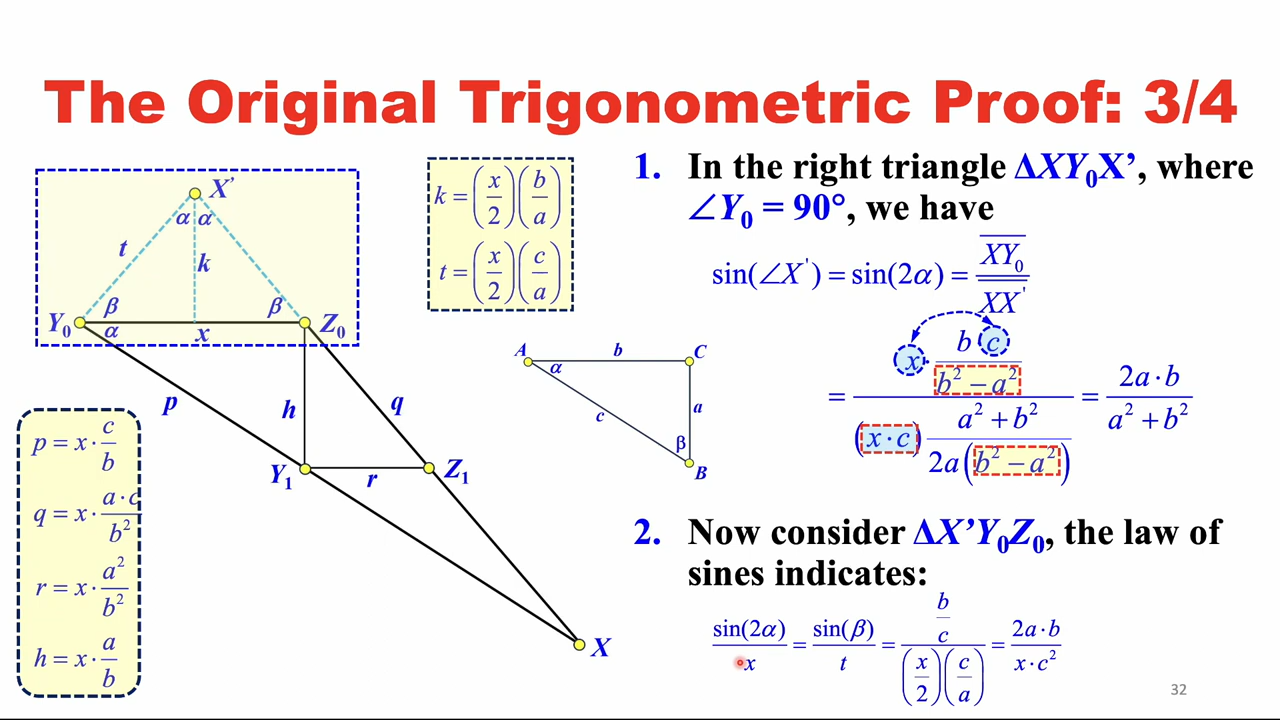 The Original Trigonometric Proof: 3/4
X'
α α
t
k
β β
Y₀ α x Z₀
p
h
q
Y₁ r Z₁
X
k = (x/2)(b/a)
t = (x/2)(c/a)
p = x · c/b
q = x · a·c/b²
r = x · a²/b²
h = x · a/b
A b C
α
c a
β
B
1. In the right triangle ΔXY₀X’, where
∠Y₀ = 90°, we have
sin(∠X') = sin(2α) = XY₀/XX'
= (x · bc/(b² − a²)) / ((x · c) (a² + b²)/(2a(b² − a²))) = 2a·b/(a² + b²)
2. Now consider ΔX’Y₀Z₀, the law of
sines indicates:
sin(2α)/x = sin(β)/t = (b/c)/((x/2)(c/a)) = 2a·b/(x·c²)
32